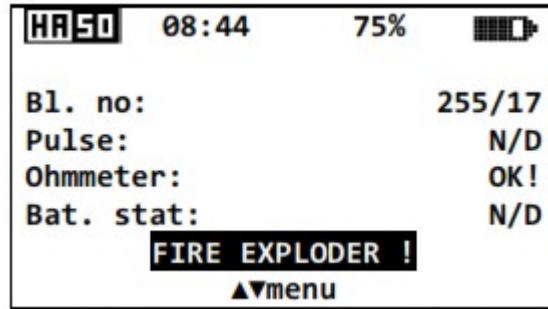 HASO 08:44 75%
Bl. no: 255/17
Pulse: N/D
Ohmmeter: OK!
Bat. stat: N/D
FIRE EXPLODER !
▲▼menu